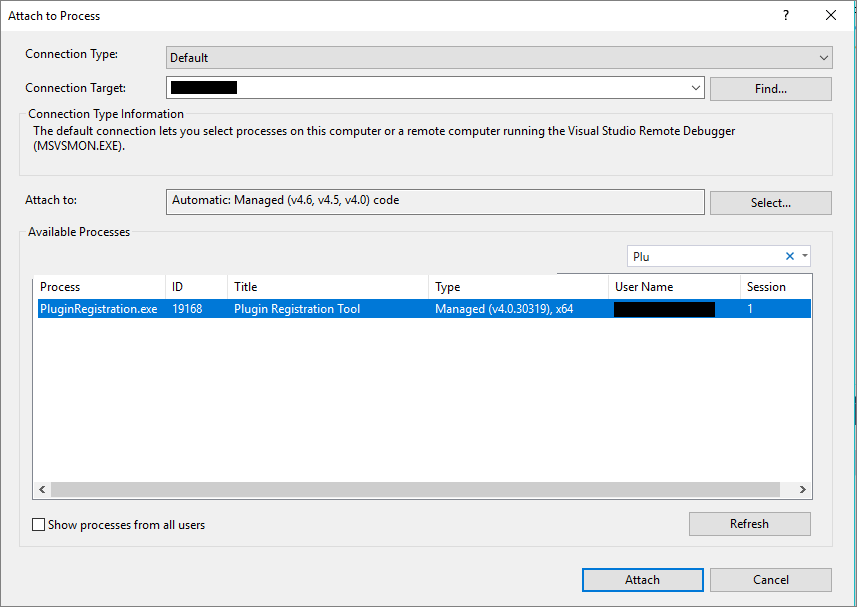 Attach to Process
?
Connection Type:
Default
Connection Target:
Find...
Connection Type Information
The default connection lets you select processes on this computer or a remote computer running the Visual Studio Remote Debugger
(MSVSMON.EXE).
Attach to:
Automatic: Managed (v4.6, v4.5, v4.0) code
Select...
Available Processes
Plu
Process ID Title Type User Name Session
PluginRegistration.exe 19168 Plugin Registration Tool Managed (v4.0.30319), x64 1
Show processes from all users
Refresh
Attach
Cancel